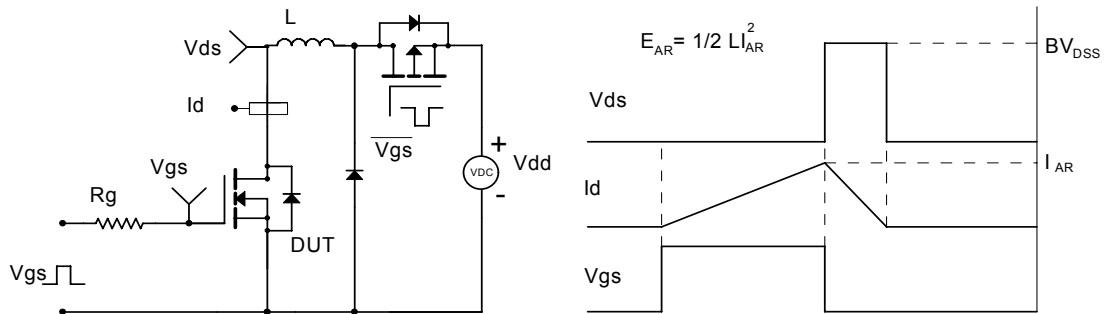 L
Vds
Id
Vgs
Rg
Vgs
DUT
Vgs
+
VDC
-
Vdd
E_AR = 1/2 LI_AR^2
BV_DSS
Vds
I_AR
Id
Vgs